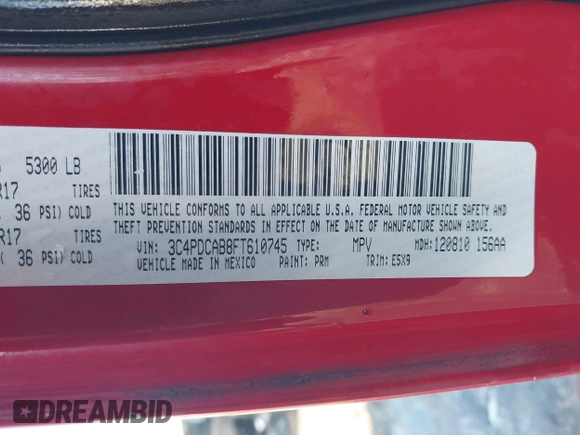 5300 LB
R17 TIRES
36 PSI) COLD
R17 TIRES
( 36 PSI) COLD
THIS VEHICLE CONFORMS TO ALL APPLICABLE U.S.A. FEDERAL MOTOR VEHICLE SAFETY AND
THEFT PREVENTION STANDARDS IN EFFECT ON THE DATE OF MANUFACTURE SHOWN ABOVE.
VIN: 3C4PDCAB8FT610745 TYPE: MPV MDH: 120810 156AA
VEHICLE MADE IN MEXICO PAINT: PRM TRIM: E5X9
DREAMBID